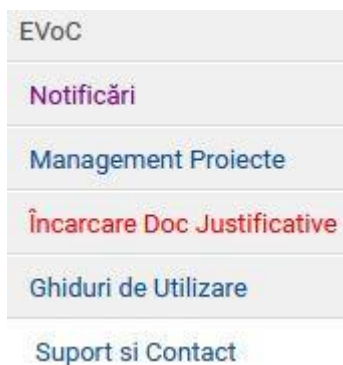 EVoC
Notificări
Management Proiecte
Încarcare Doc Justificative
Ghiduri de Utilizare
Suport si Contact